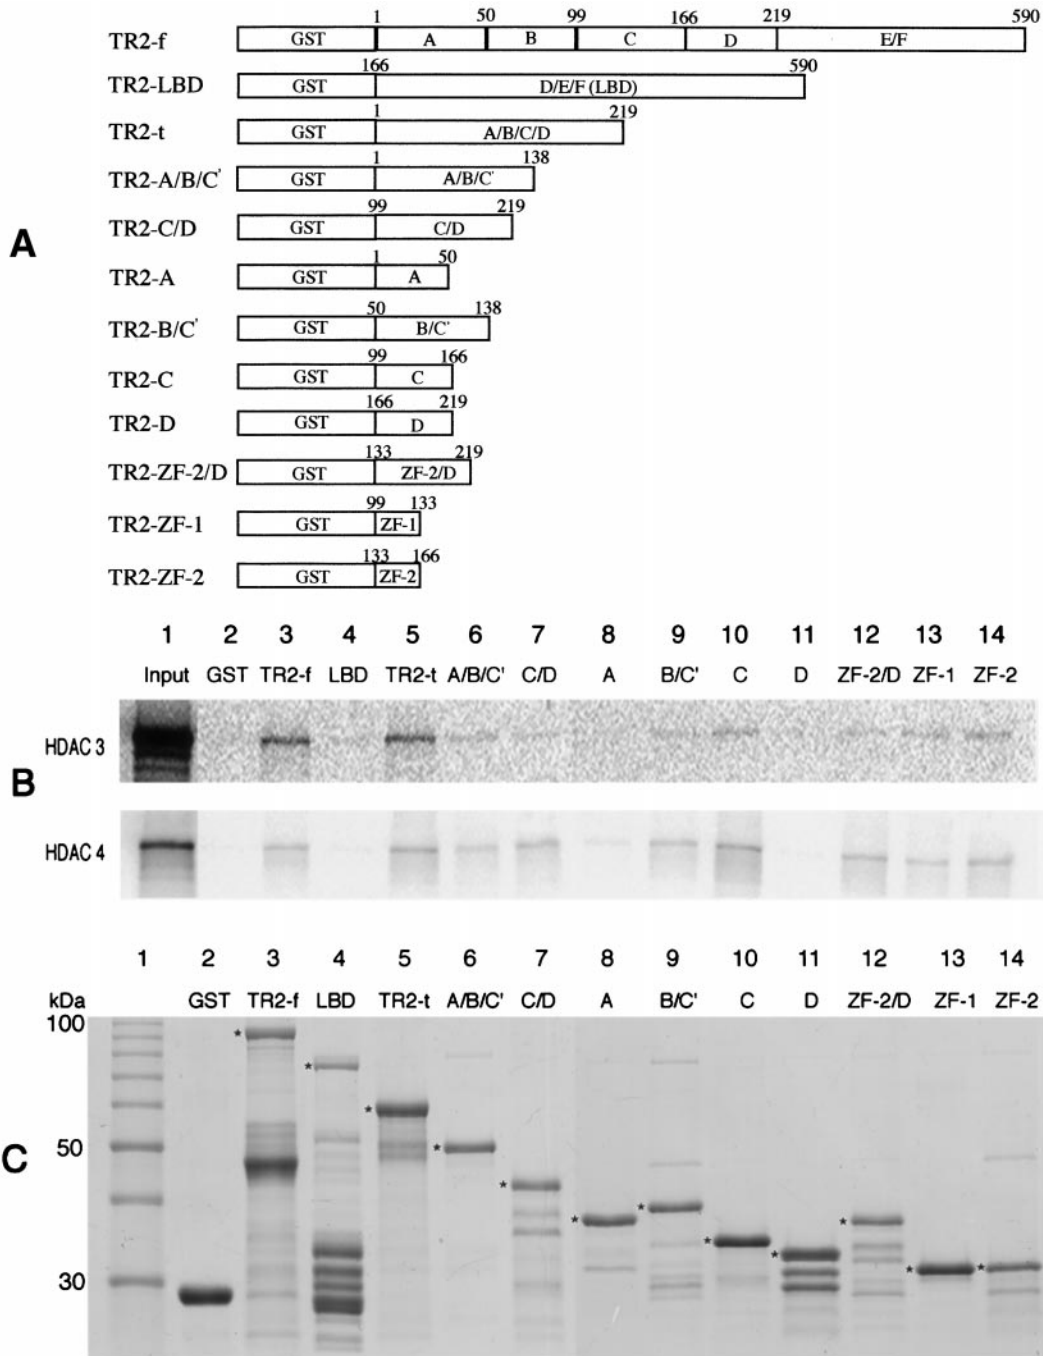 1 50 99 166 219 590
TR2-f GST A B C D E/F
166 590
TR2-LBD GST D/E/F (LBD)
1 219
TR2-t GST A/B/C/D
1 138
TR2-A/B/C' GST A/B/C'
99 219
TR2-C/D GST C/D
A
1 50
TR2-A GST A
50 138
TR2-B/C' GST B/C'
99 166
TR2-C GST C
166 219
TR2-D GST D
133 219
TR2-ZF-2/D GST ZF-2/D
99 133
TR2-ZF-1 GST ZF-1
133 166
TR2-ZF-2 GST ZF-2
1 2 3 4 5 6 7 8 9 10 11 12 13 14
Input GST TR2-f LBD TR2-t A/B/C' C/D A B/C' C D ZF-2/D ZF-1 ZF-2
HDAC 3
B
HDAC 4
1 2 3 4 5 6 7 8 9 10 11 12 13 14
kDa GST TR2-f LBD TR2-t A/B/C' C/D A B/C' C D ZF-2/D ZF-1 ZF-2
100
* * * * * * * * * * * * *
50
C
30